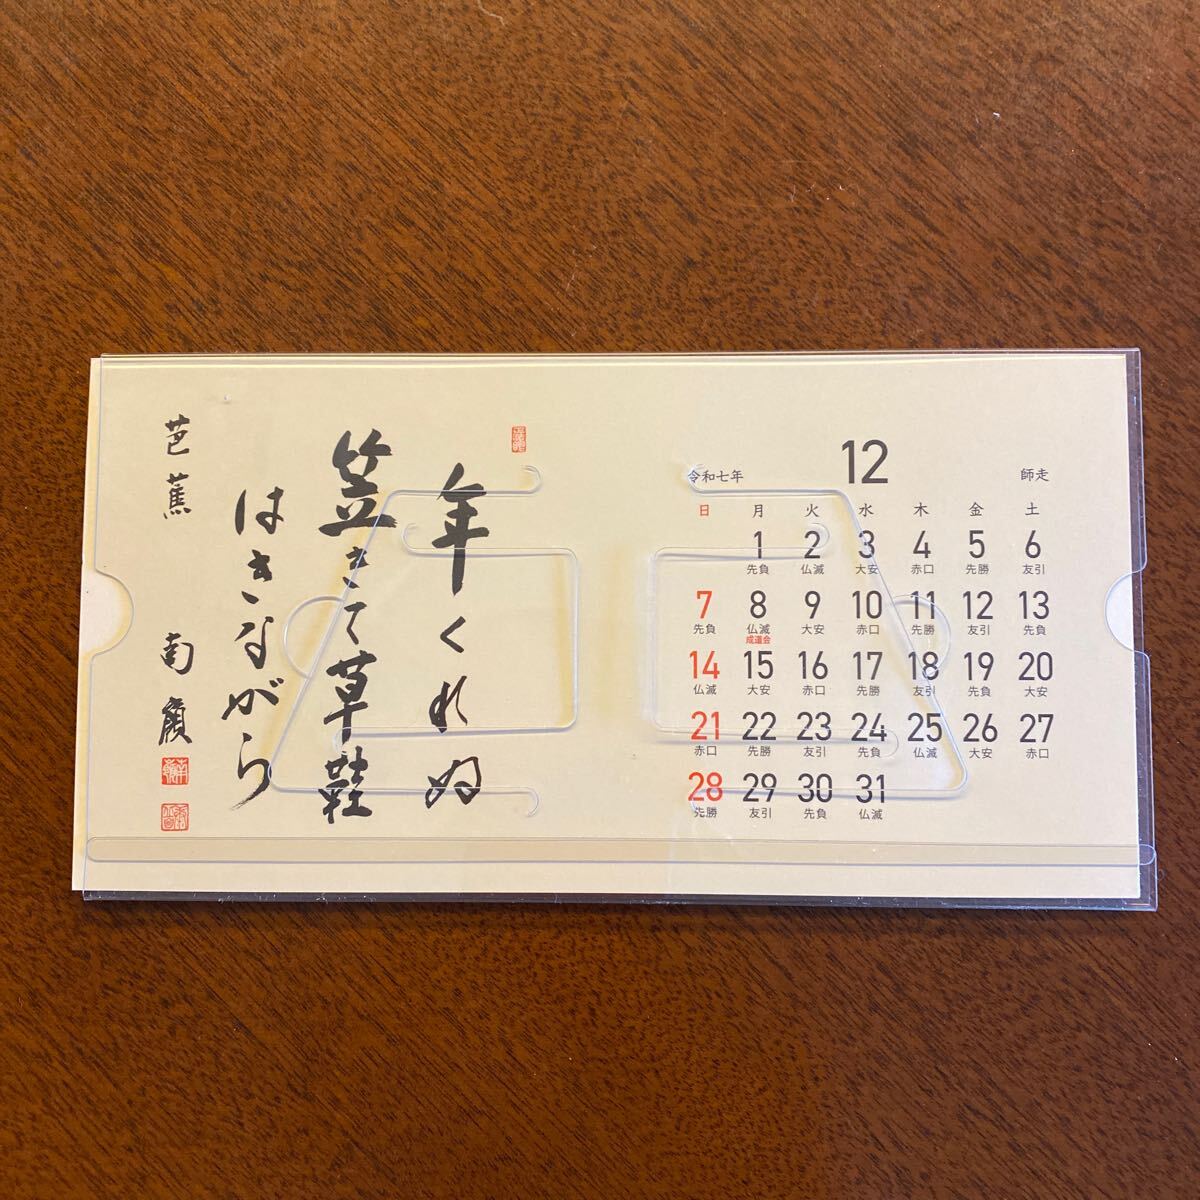 年くれぬ
笠きて草鞋
はきながら
芭蕉
南嶺
令和七年 12 師走
日 月 火 水 木 金 土
1 2 3 4 5 6
先負 仏滅 大安 赤口 先勝 友引
7 8 9 10 11 12 13
先負 仏滅 大安 赤口 先勝 友引 先負
成道会
14 15 16 17 18 19 20
仏滅 大安 赤口 先勝 友引 先負 大安
21 22 23 24 25 26 27
赤口 先勝 友引 先負 仏滅 大安 赤口
28 29 30 31
先勝 友引 先負 仏滅